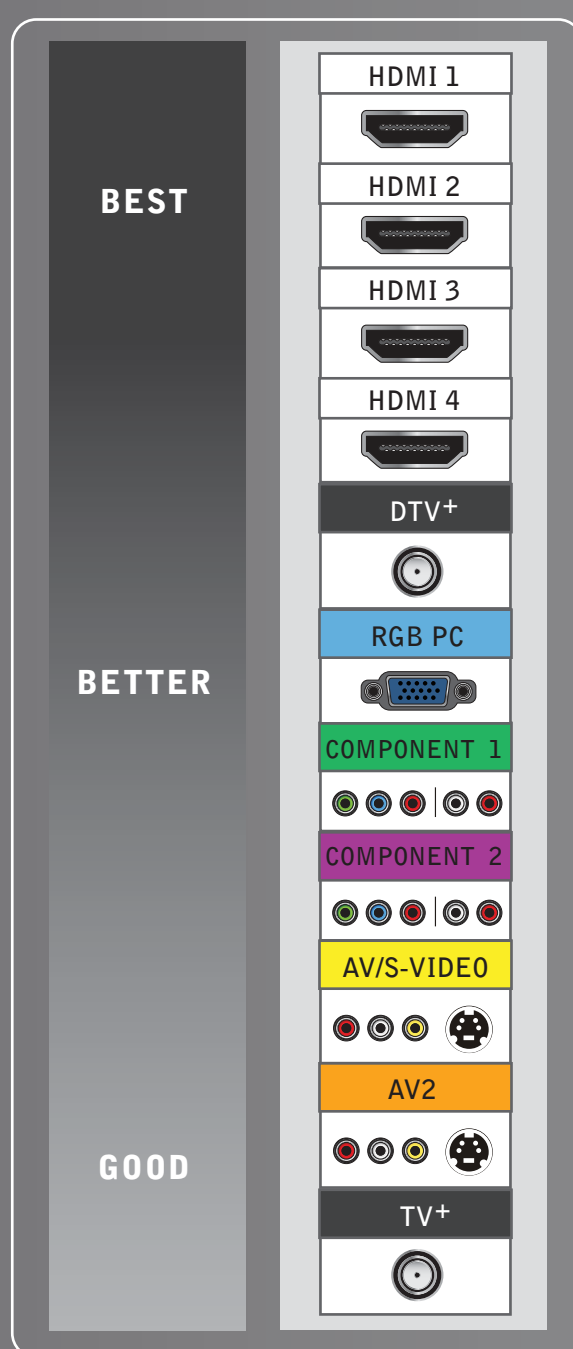 BEST
BETTER
GOOD
HDMI 1
HDMI 2
HDMI 3
HDMI 4
DTV+
RGB PC
COMPONENT 1
COMPONENT 2
AV/S-VIDEO
AV2
TV+